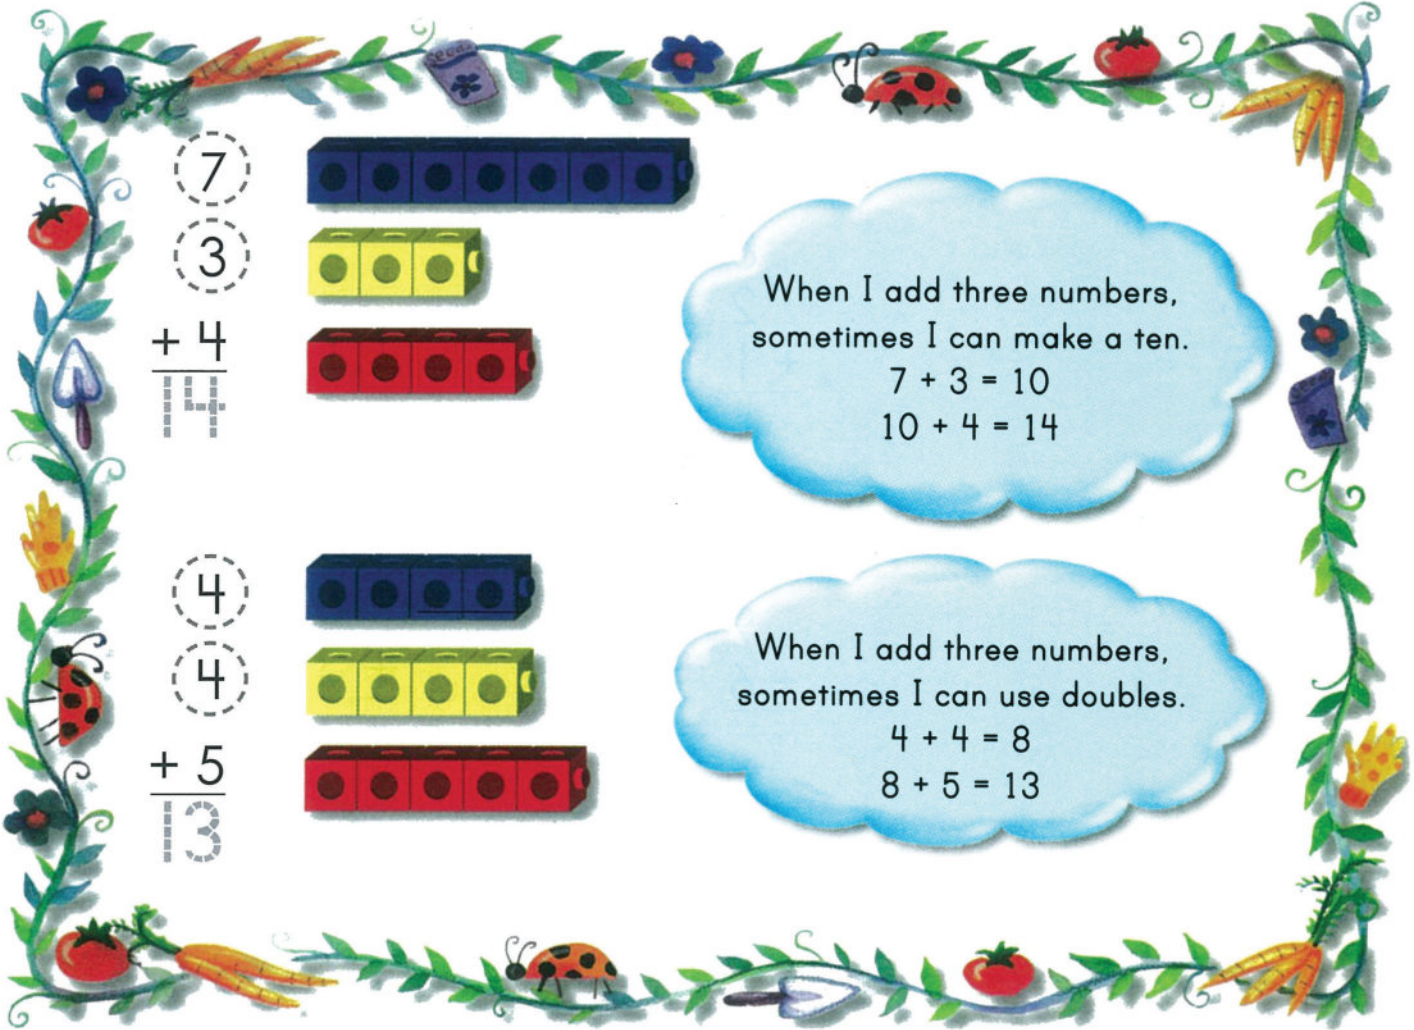 7
3
+ 4
14
When I add three numbers,
sometimes I can make a ten.
7 + 3 = 10
10 + 4 = 14
4
4
+ 5
13
When I add three numbers,
sometimes I can use doubles.
4 + 4 = 8
8 + 5 = 13